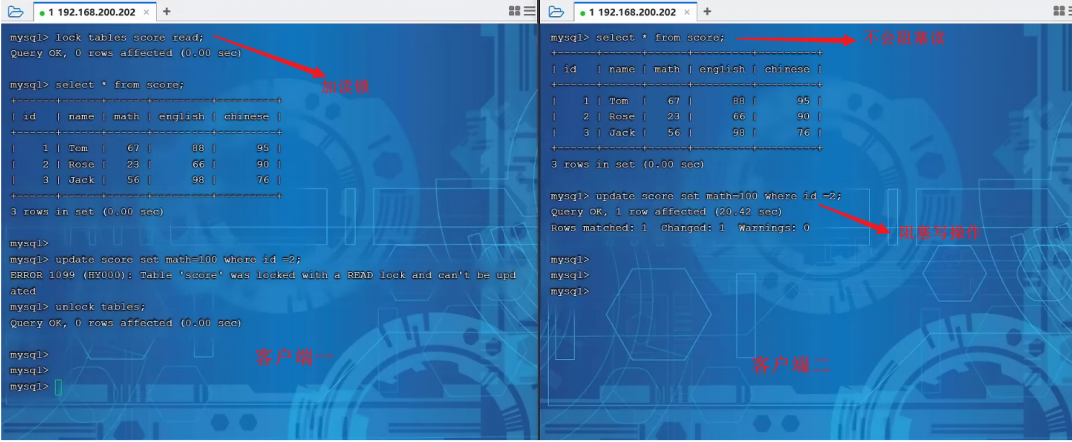 1 192.168.200.202 × +
mysql> lock tables score read;
Query OK, 0 rows affected (0.00 sec)
加读锁
mysql> select * from score;
+------+------+------+---------+---------+
| id | name | math | english | chinese |
+------+------+------+---------+---------+
| 1 | Tom | 67 | 88 | 95 |
| 2 | Rose | 23 | 66 | 90 |
| 3 | Jack | 56 | 98 | 76 |
+------+------+------+---------+---------+
3 rows in set (0.00 sec)
mysql>
mysql> update score set math=100 where id =2;
ERROR 1099 (HY000): Table 'score' was locked with a READ lock and can't be upd
ated
mysql> unlock tables;
Query OK, 0 rows affected (0.00 sec)
mysql>
mysql>
mysql>
客户端一
1 192.168.200.202 × +
mysql> select * from score;
不会阻塞读
+------+------+------+---------+---------+
| id | name | math | english | chinese |
+------+------+------+---------+---------+
| 1 | Tom | 67 | 88 | 95 |
| 2 | Rose | 23 | 66 | 90 |
| 3 | Jack | 56 | 98 | 76 |
+------+------+------+---------+---------+
3 rows in set (0.00 sec)
mysql> update score set math=100 where id =2;
Query OK, 1 row affected (20.42 sec)
Rows matched: 1 Changed: 1 Warnings: 0
阻塞写操作
mysql>
mysql>
mysql>
客户端二